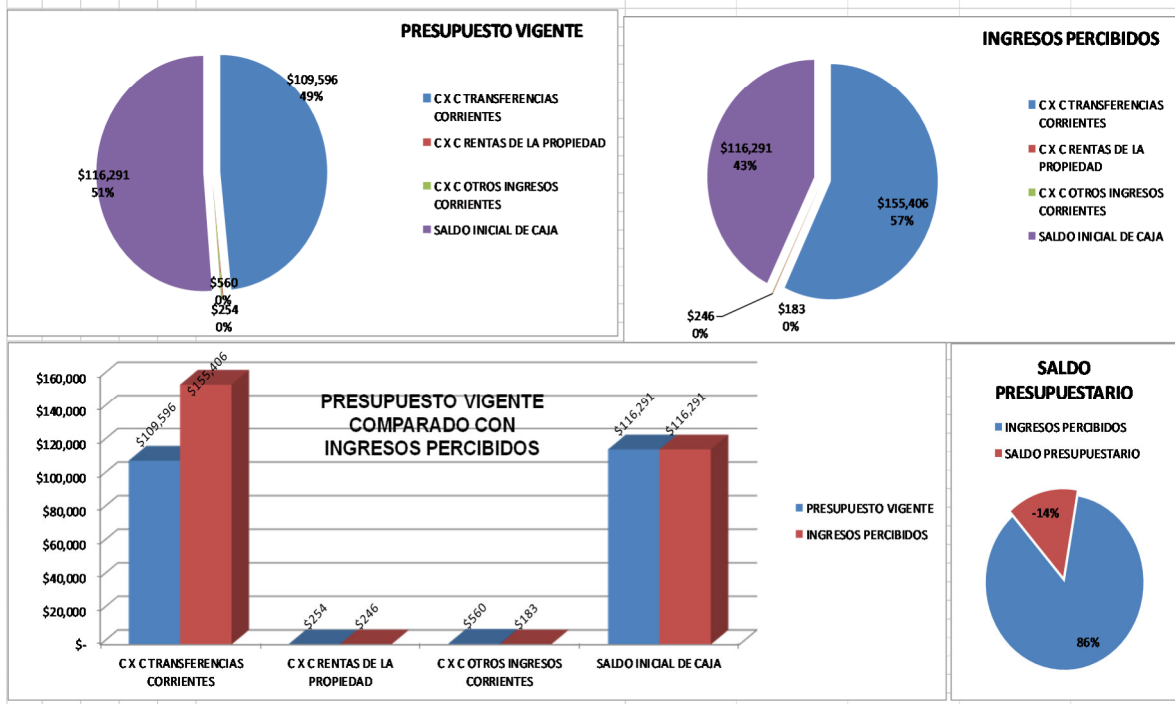 PRESUPUESTO VIGENTE
$109,596
49%
$116,291
51%
$560
0%
$254
0%
C X C TRANSFERENCIAS
CORRIENTES
C X C RENTAS DE LA PROPIEDAD
C X C OTROS INGRESOS
CORRIENTES
SALDO INICIAL DE CAJA
INGRESOS PERCIBIDOS
$116,291
43%
$155,406
57%
$246
0%
$183
0%
C X C TRANSFERENCIAS
CORRIENTES
C X C RENTAS DE LA
PROPIEDAD
C X C OTROS INGRESOS
CORRIENTES
SALDO INICIAL DE CAJA
PRESUPUESTO VIGENTE
COMPARADO CON
INGRESOS PERCIBIDOS
$160,000
$140,000
$120,000
$100,000
$80,000
$60,000
$40,000
$20,000
$-
$109,596
$155,406
$254
$246
$560
$183
$116,291
$116,291
C X C TRANSFERENCIAS
CORRIENTES
C X C RENTAS DE LA
PROPIEDAD
C X C OTROS INGRESOS
CORRIENTES
SALDO INICIAL DE CAJA
PRESUPUESTO VIGENTE
INGRESOS PERCIBIDOS
SALDO
PRESUPUESTARIO
INGRESOS PERCIBIDOS
SALDO PRESUPUESTARIO
-14%
86%